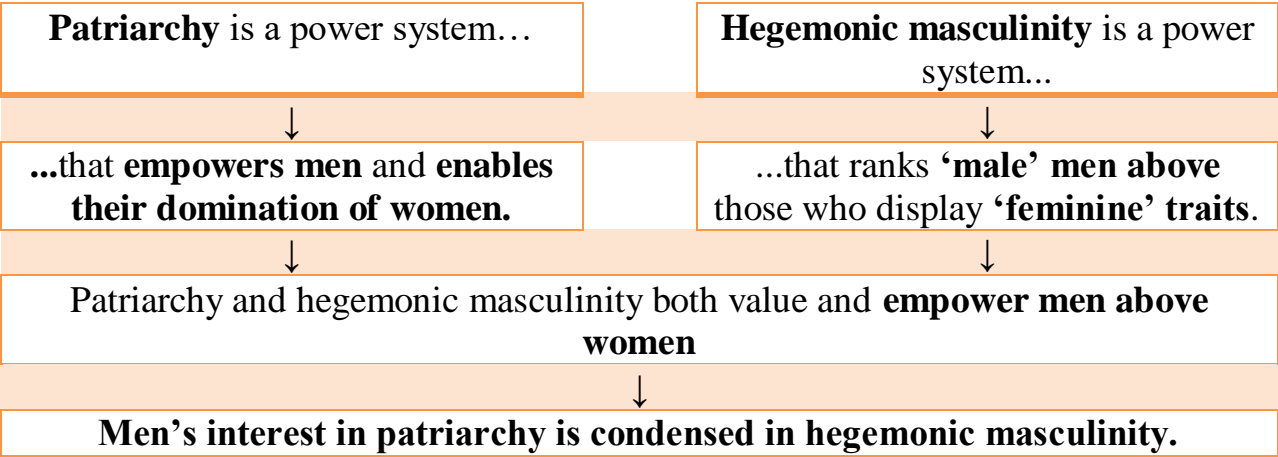 Patriarchy is a power system…
Hegemonic masculinity is a power
system...
↓
↓
...that empowers men and enables
their domination of women.
...that ranks ‘male’ men above
those who display ‘feminine’ traits.
↓
↓
Patriarchy and hegemonic masculinity both value and empower men above
women
↓
Men’s interest in patriarchy is condensed in hegemonic masculinity.